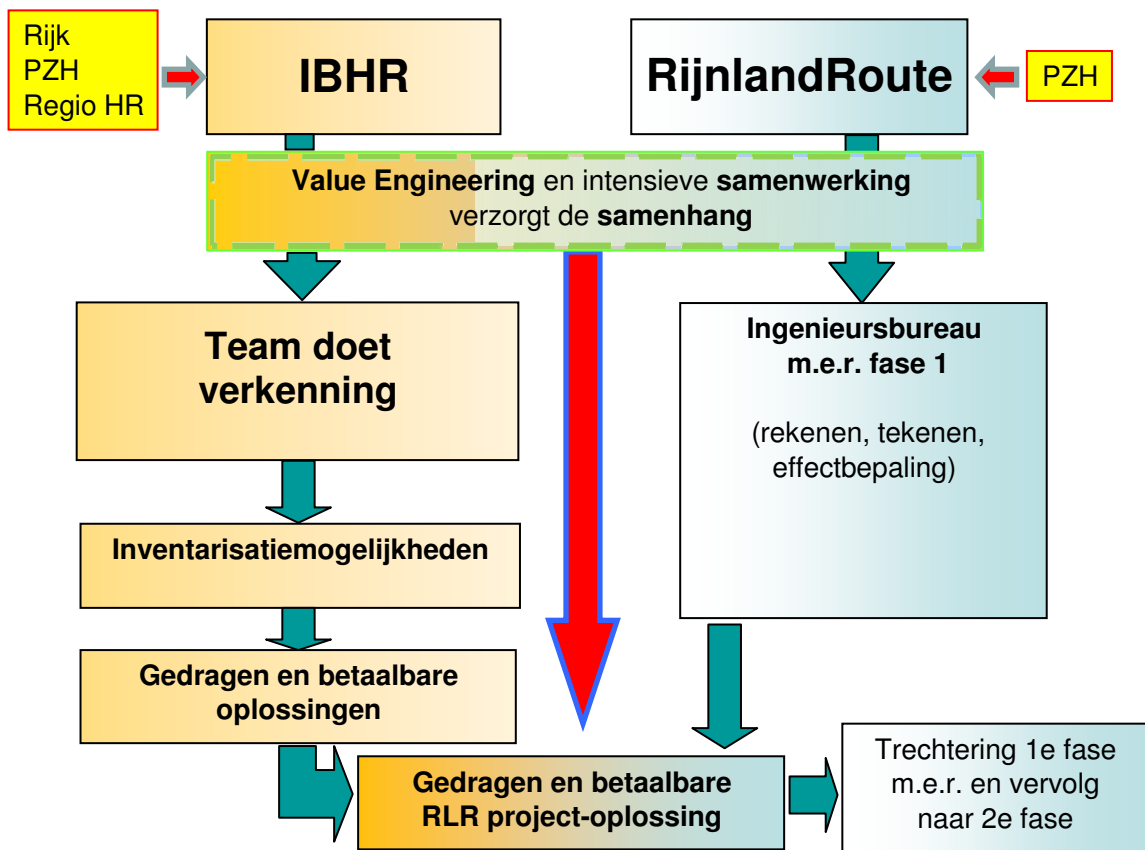 Rijk
PZH
Regio HR
IBHR
RijnlandRoute
PZH
Value Engineering en intensieve samenwerking
verzorgt de samenhang
Team doet
verkenning
Ingenieursbureau
m.e.r. fase 1
(rekenen, tekenen,
effectbepaling)
Inventarisatiemogelijkheden
Gedragen en betaalbare
oplossingen
Gedragen en betaalbare
RLR project-oplossing
Trechtering 1e fase
m.e.r. en vervolg
naar 2e fase